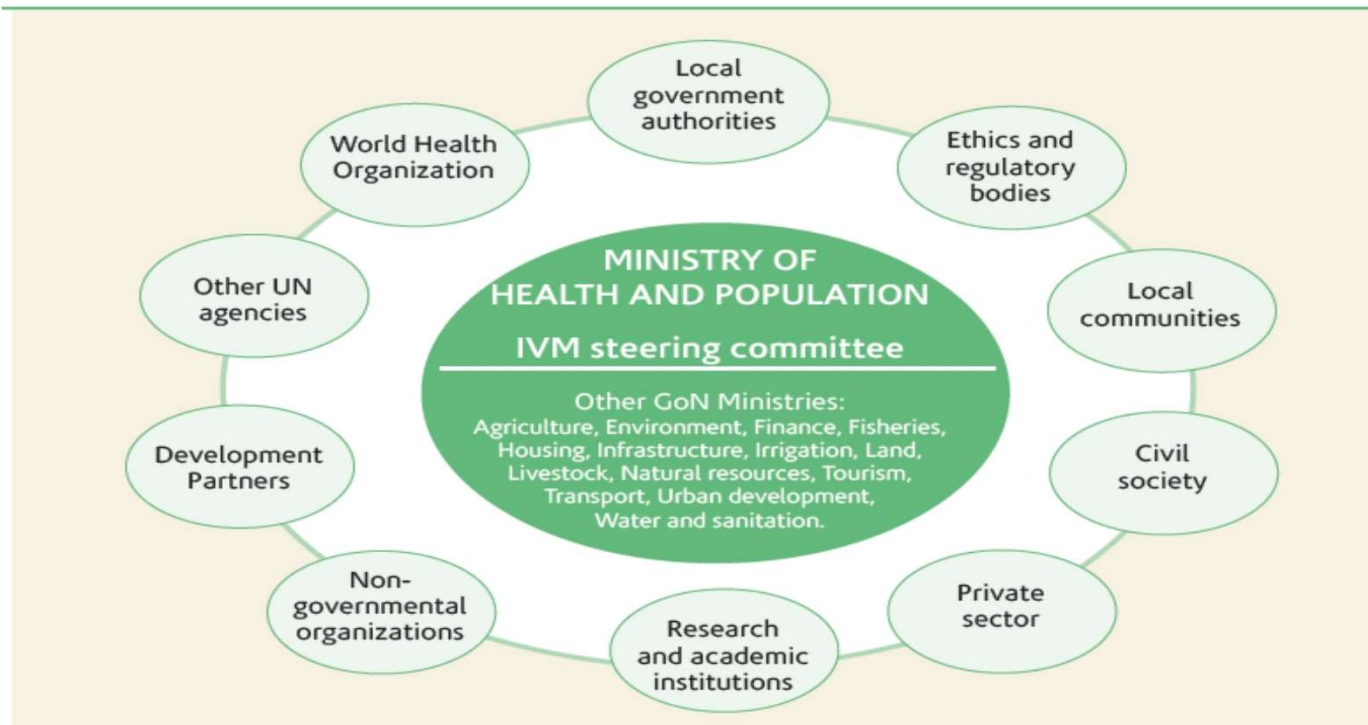 Local
government
authorities
Ethics and
regulatory
bodies
Local
communities
Civil
society
Private
sector
Research
and academic
institutions
Non-
governmental
organizations
Development
Partners
Other UN
agencies
World Health
Organization
MINISTRY OF
HEALTH AND POPULATION
IVM steering committee
Other GoN Ministries:
Agriculture, Environment, Finance, Fisheries,
Housing, Infrastructure, Irrigation, Land,
Livestock, Natural resources, Tourism,
Transport, Urban development,
Water and sanitation.